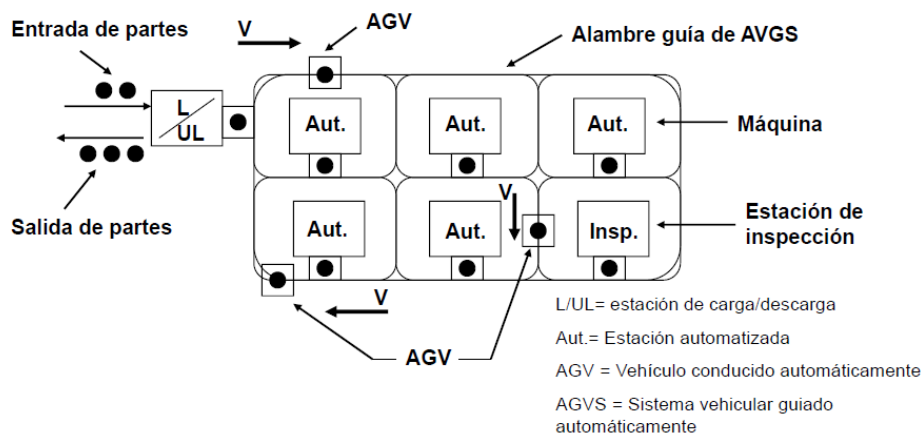 Entrada de partes
V
AGV
Alambre guía de AVGS
L
UL
Aut.
Aut.
Aut.
Máquina
Salida de partes
V
Aut.
Aut.
Insp.
Estación de
inspección
V
AGV
L/UL= estación de carga/descarga
Aut.= Estación automatizada
AGV = Vehículo conducido automáticamente
AGVS = Sistema vehicular guiado
automáticamente